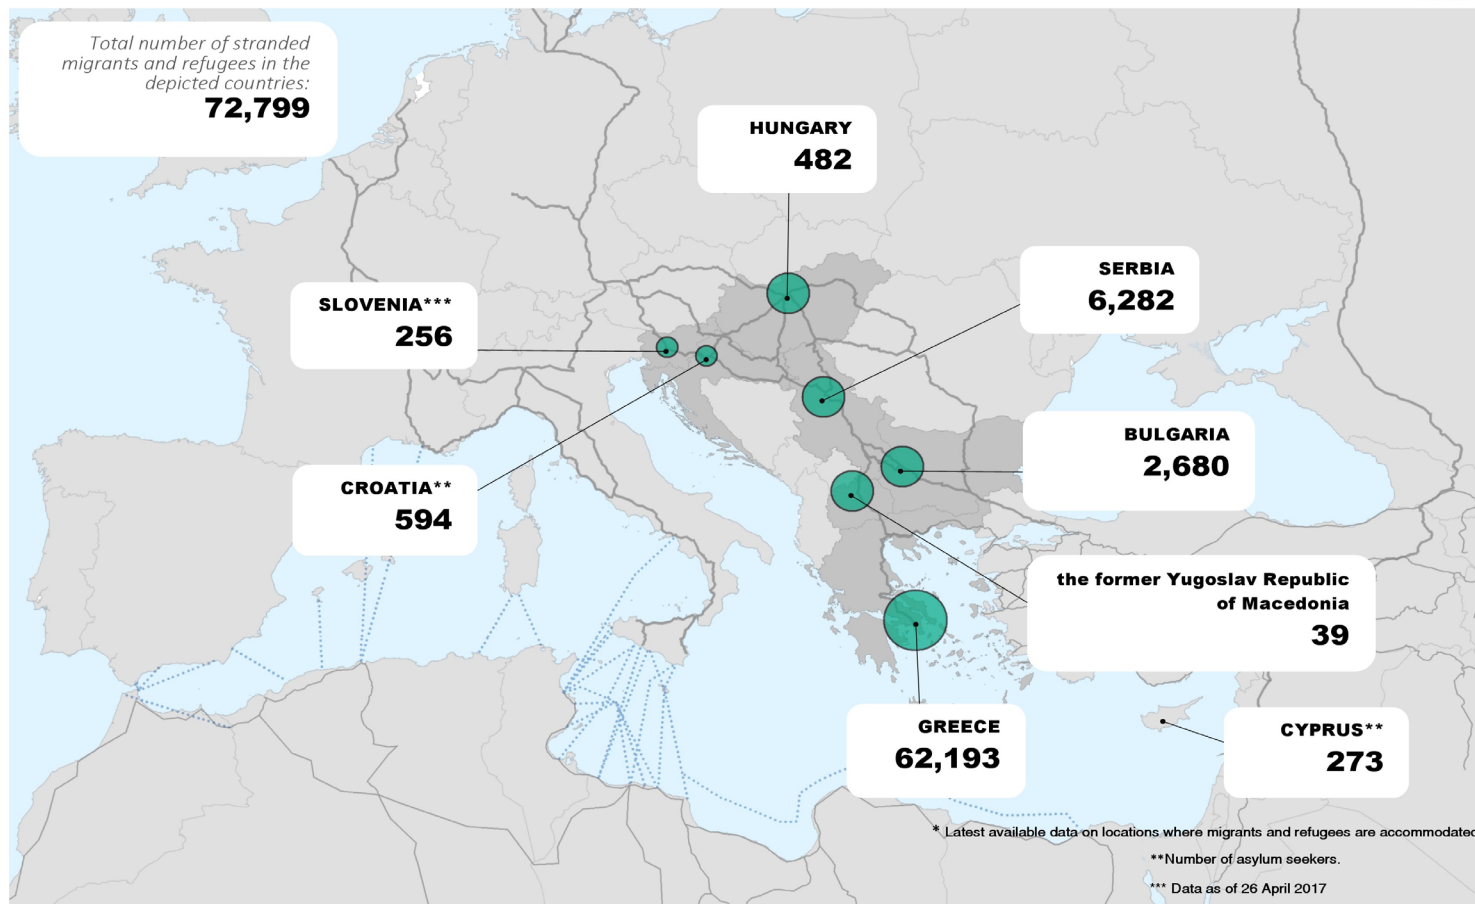 Total number of stranded
migrants and refugees in the
depicted countries:
72,799
HUNGARY
482
SERBIA
6,282
SLOVENIA***
256
BULGARIA
2,680
CROATIA**
594
the former Yugoslav Republic
of Macedonia
39
GREECE
62,193
CYPRUS**
273
* Latest available data on locations where migrants and refugees are accommodated
**Number of asylum seekers.
*** Data as of 26 April 2017